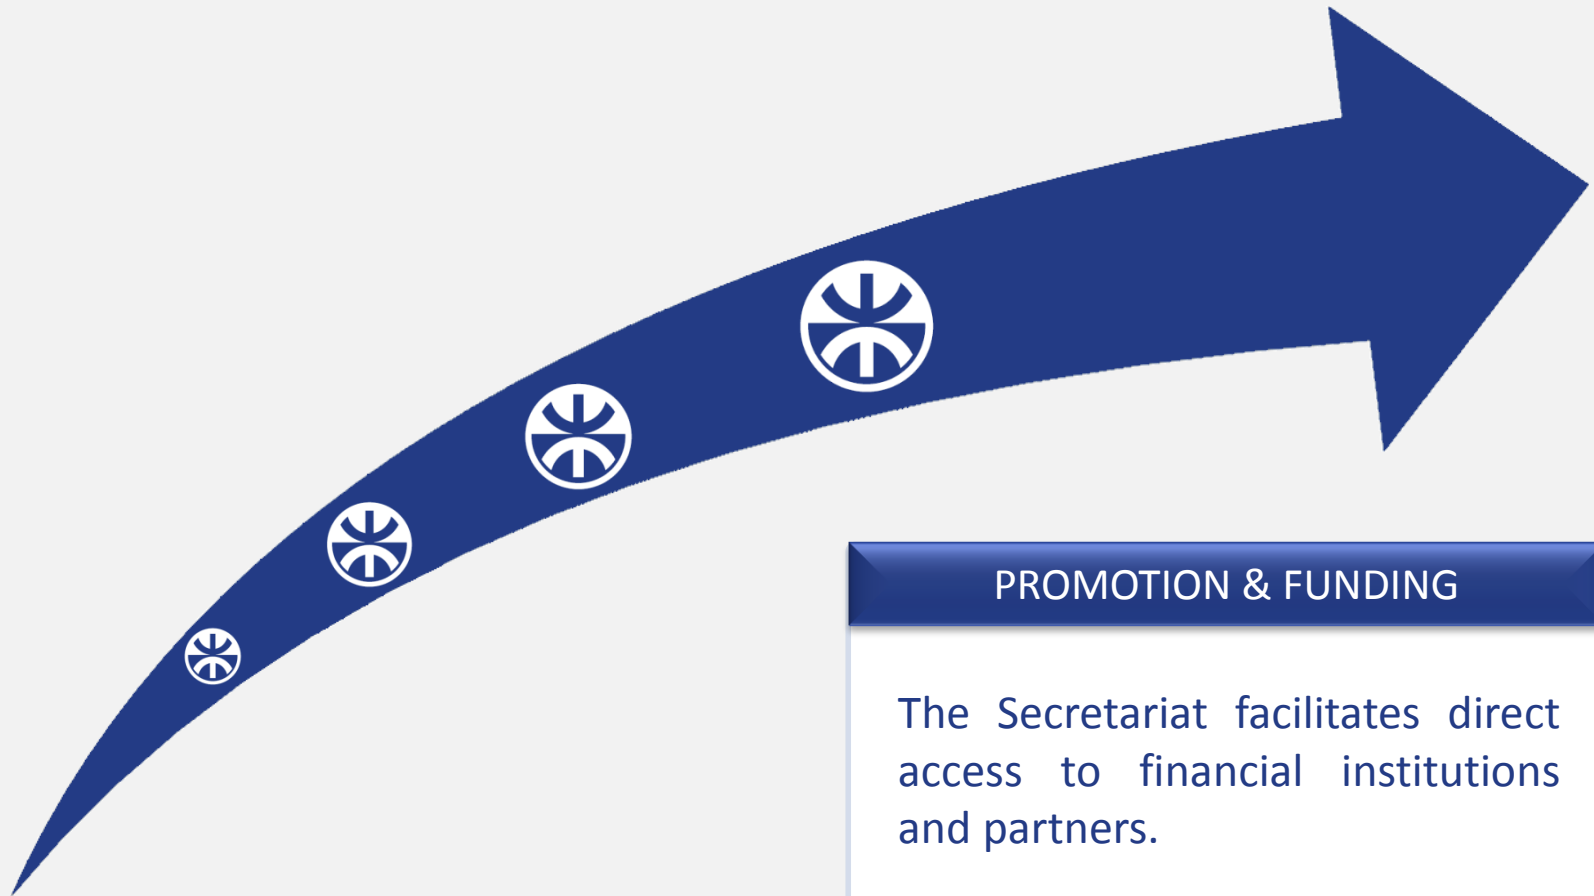 PROMOTION & FUNDING
The Secretariat facilitates direct
access to financial institutions
and partners.